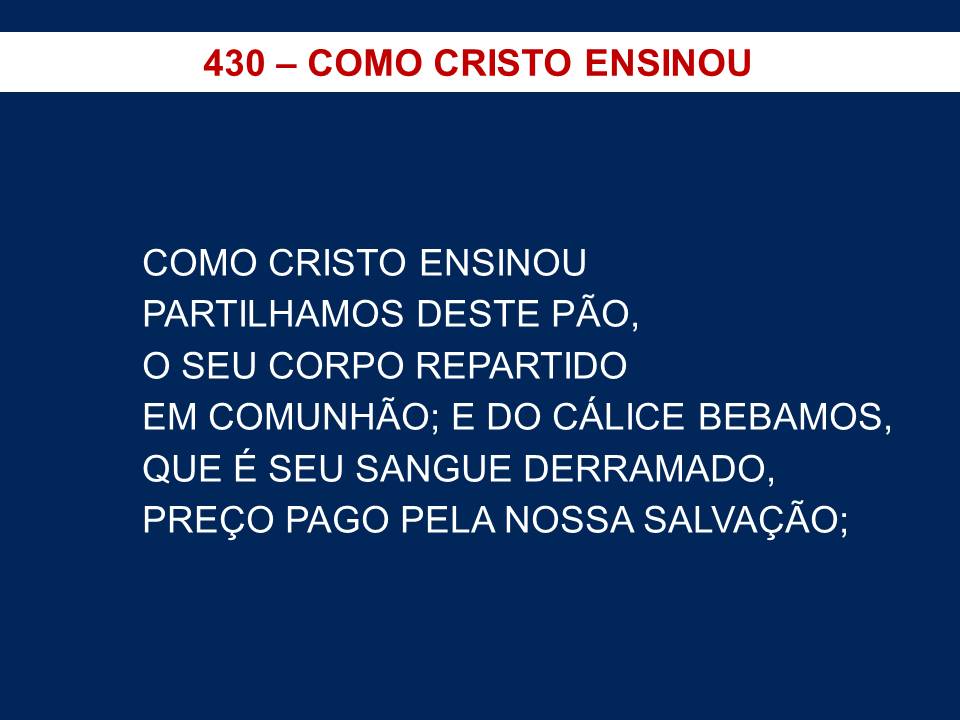 430 – COMO CRISTO ENSINOU
COMO CRISTO ENSINOU
PARTILHAMOS DESTE PÃO,
O SEU CORPO REPARTIDO
EM COMUNHÃO; E DO CÁLICE BEBAMOS,
QUE É SEU SANGUE DERRAMADO,
PREÇO PAGO PELA NOSSA SALVAÇÃO;